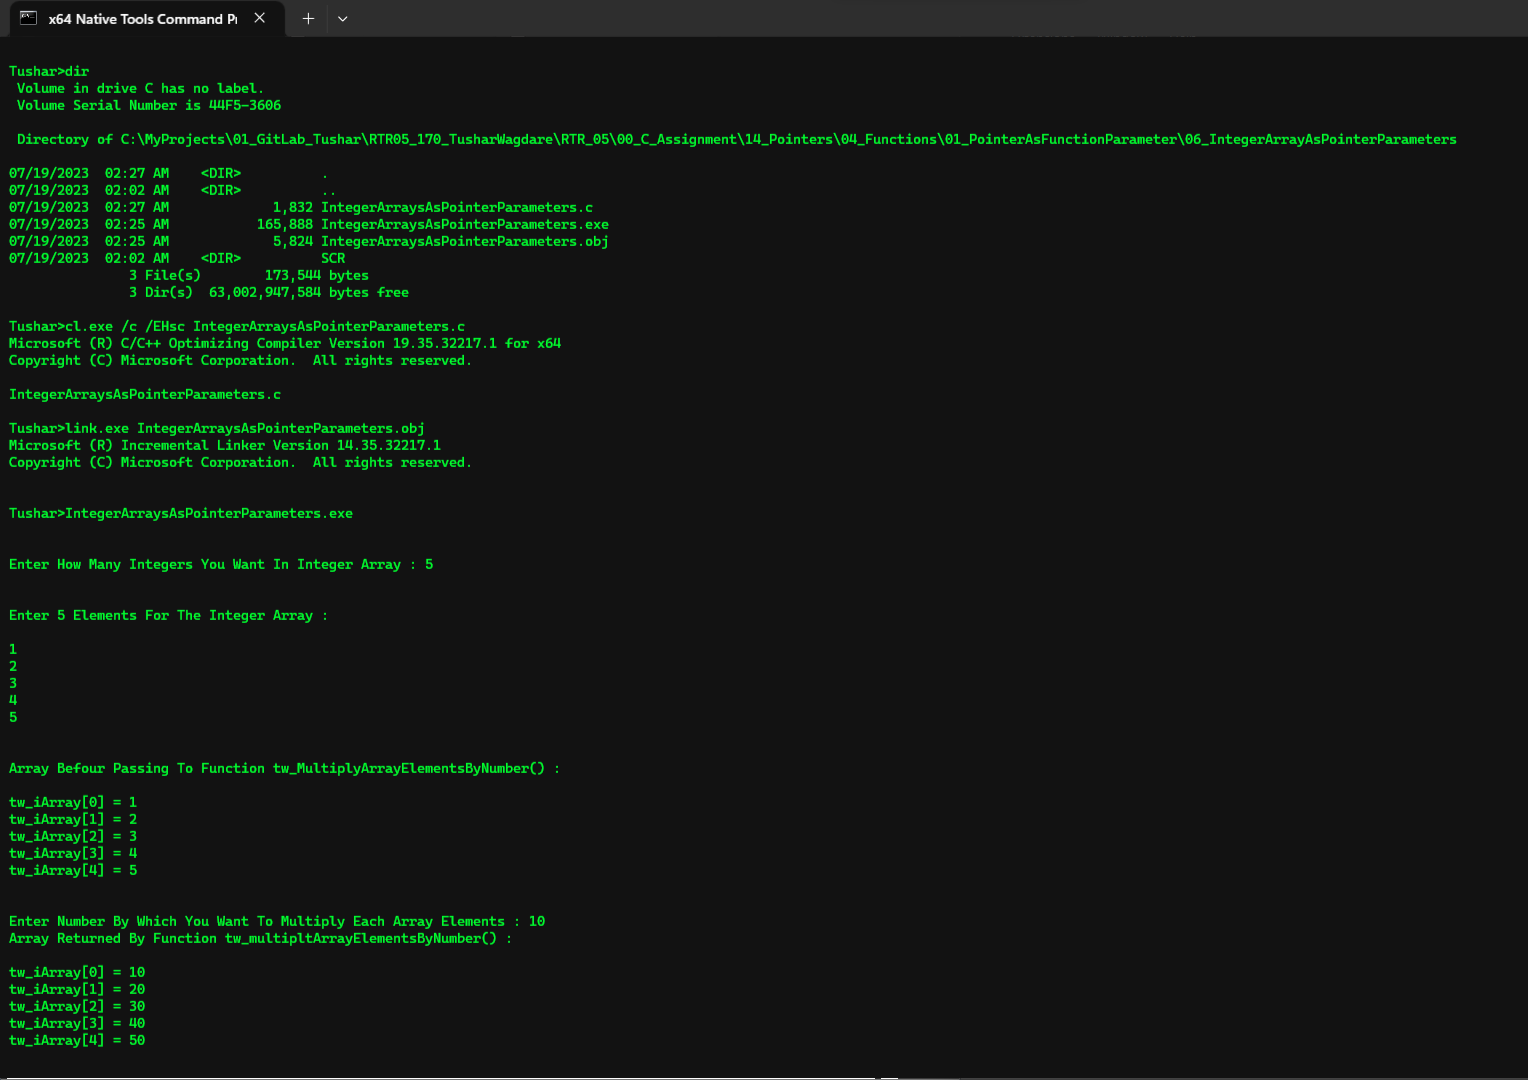 x64 Native Tools Command Pr
Tushar>dir
 Volume in drive C has no label.
 Volume Serial Number is 44F5-3606
 Directory of C:\MyProjects\01_GitLab_Tushar\RTR05_170_TusharWagdare\RTR_05\00_C_Assignment\14_Pointers\04_Functions\01_PointerAsFunctionParameter\06_IntegerArrayAsPointerParameters
07/19/2023  02:27 AM    <DIR>          .
07/19/2023  02:02 AM    <DIR>          ..
07/19/2023  02:27 AM             1,832 IntegerArraysAsPointerParameters.c
07/19/2023  02:25 AM           165,888 IntegerArraysAsPointerParameters.exe
07/19/2023  02:25 AM             5,824 IntegerArraysAsPointerParameters.obj
07/19/2023  02:02 AM    <DIR>          SCR
               3 File(s)        173,544 bytes
               3 Dir(s)  63,002,947,584 bytes free
Tushar>cl.exe /c /EHsc IntegerArraysAsPointerParameters.c
Microsoft (R) C/C++ Optimizing Compiler Version 19.35.32217.1 for x64
Copyright (C) Microsoft Corporation.  All rights reserved.
IntegerArraysAsPointerParameters.c
Tushar>link.exe IntegerArraysAsPointerParameters.obj
Microsoft (R) Incremental Linker Version 14.35.32217.1
Copyright (C) Microsoft Corporation.  All rights reserved.
Tushar>IntegerArraysAsPointerParameters.exe
Enter How Many Integers You Want In Integer Array : 5
Enter 5 Elements For The Integer Array :
1
2
3
4
5
Array Befour Passing To Function tw_MultiplyArrayElementsByNumber() :
tw_iArray[0] = 1
tw_iArray[1] = 2
tw_iArray[2] = 3
tw_iArray[3] = 4
tw_iArray[4] = 5
Enter Number By Which You Want To Multiply Each Array Elements : 10
Array Returned By Function tw_multipltArrayElementsByNumber() :
tw_iArray[0] = 10
tw_iArray[1] = 20
tw_iArray[2] = 30
tw_iArray[3] = 40
tw_iArray[4] = 50